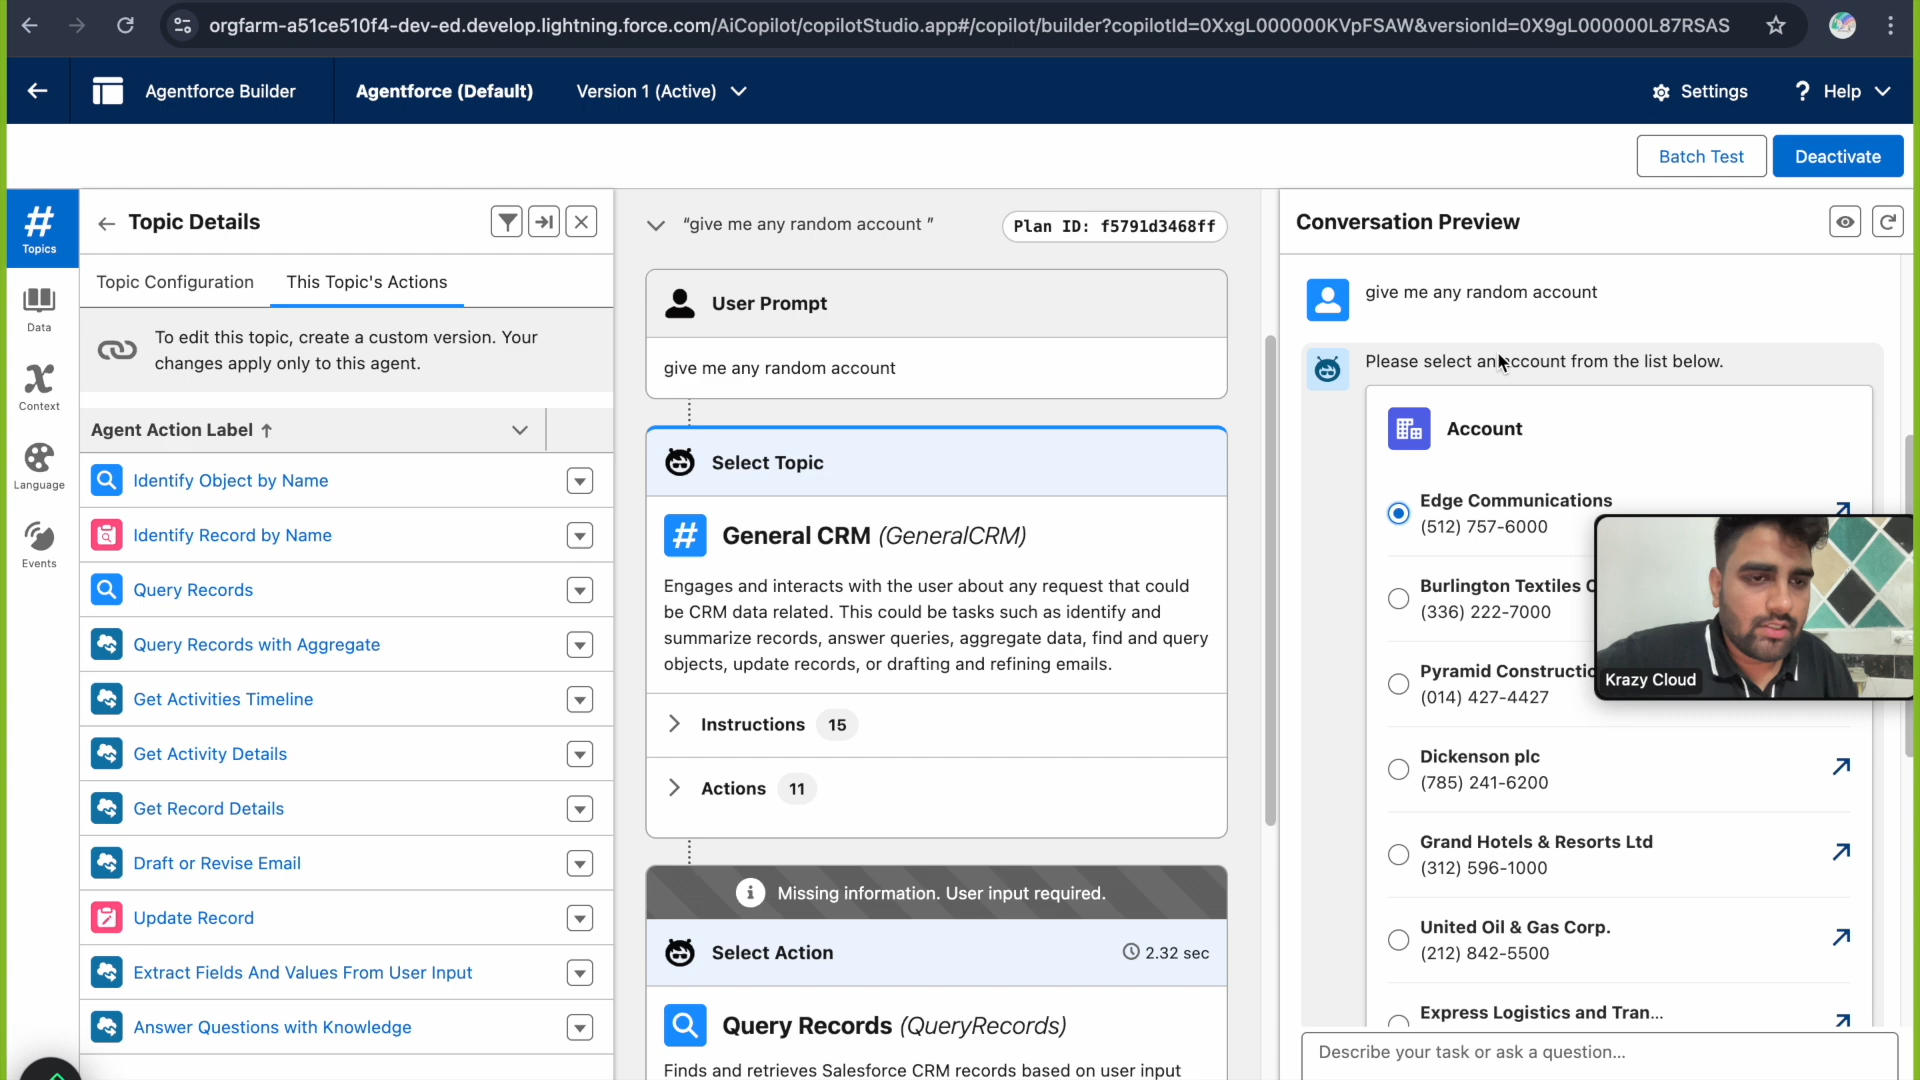 orgfarm-a51ce510f4-dev-ed.develop.lightning.force.com/AiCopilot/copilotStudio.app#/copilot/builder?copilotId=0XxgL000000KVpFSAW&versionId=0X9gL000000L87RSAS
Agentforce Builder
Agentforce (Default)
Version 1 (Active)
Settings
? Help
Batch Test
Deactivate
Topics
Data
Context
Language
Events
Topic Details
Topic Configuration
This Topic's Actions
To edit this topic, create a custom version. Your
changes apply only to this agent.
Agent Action Label ↑
Identify Object by Name
Identify Record by Name
Query Records
Query Records with Aggregate
Get Activities Timeline
Get Activity Details
Get Record Details
Draft or Revise Email
Update Record
Extract Fields And Values From User Input
Answer Questions with Knowledge
“give me any random account ”
Plan ID: f5791d3468ff
User Prompt
give me any random account
Select Topic
General CRM (GeneralCRM)
Engages and interacts with the user about any request that could
be CRM data related. This could be tasks such as identify and
summarize records, answer queries, aggregate data, find and query
objects, update records, or drafting and refining emails.
Instructions 15
Actions 11
Missing information. User input required.
Select Action
2.32 sec
Query Records (QueryRecords)
Finds and retrieves Salesforce CRM records based on user input
Conversation Preview
give me any random account
Please select an account from the list below.
Account
Edge Communications
(512) 757-6000
Burlington Textiles C
(336) 222-7000
Pyramid Constructio
(014) 427-4427
Dickenson plc
(785) 241-6200
Grand Hotels & Resorts Ltd
(312) 596-1000
United Oil & Gas Corp.
(212) 842-5500
Express Logistics and Tran...
Krazy Cloud
Describe your task or ask a question...